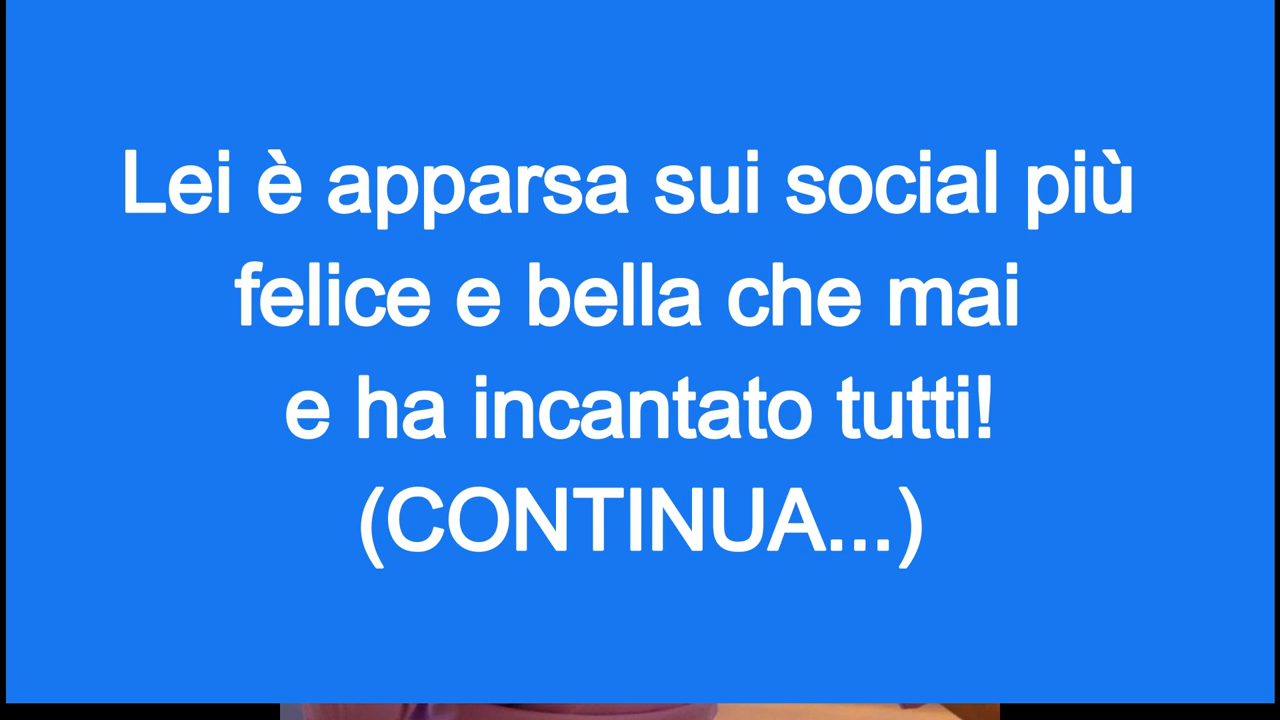 Lei è apparsa sui social più
felice e bella che mai
e ha incantato tutti!
(CONTINUA...)